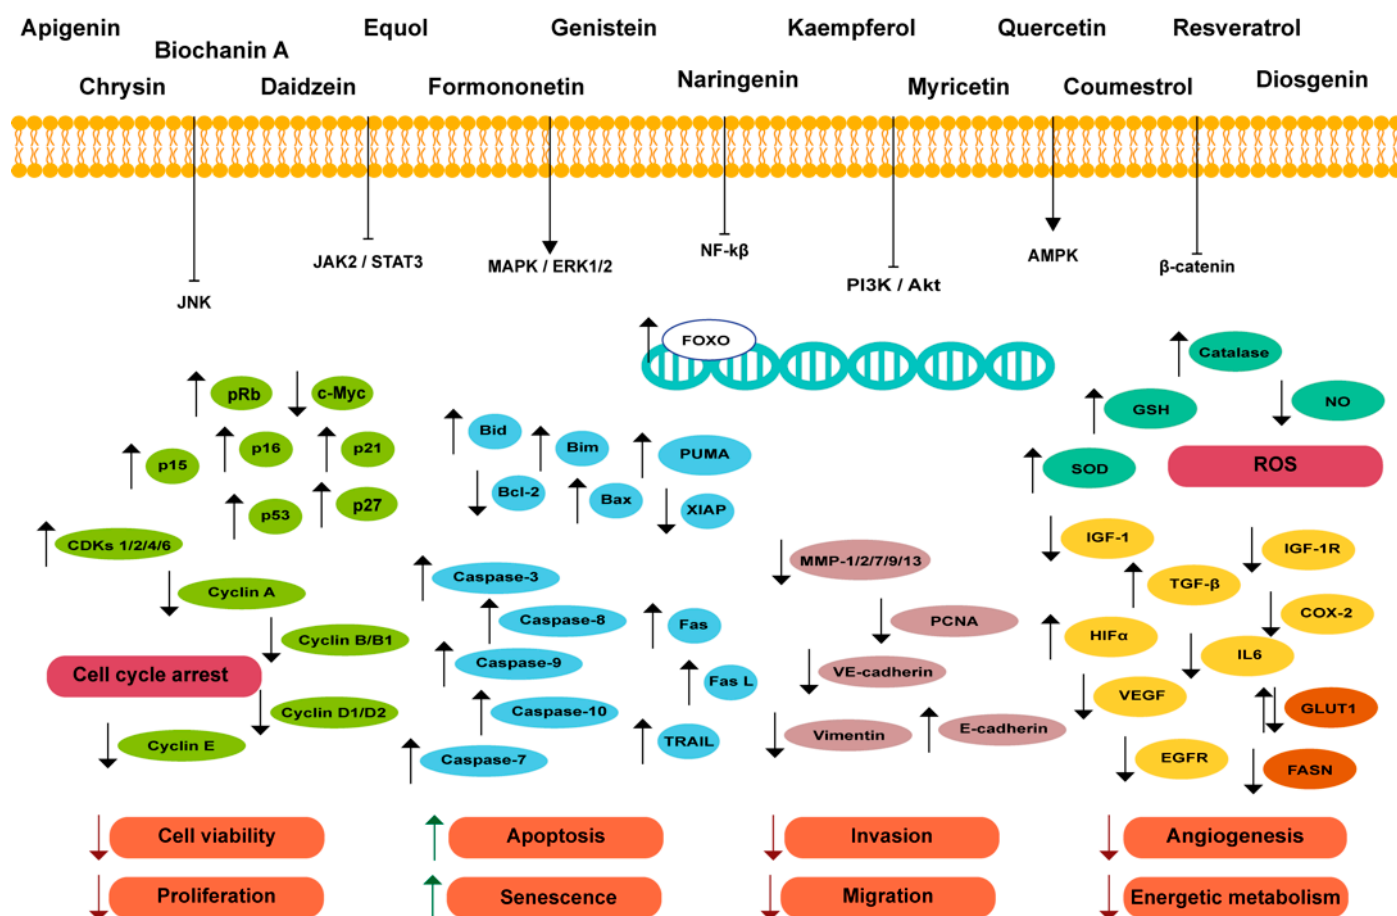 Apigenin
Equol
Genistein
Kaempferol
Quercetin
Resveratrol
Biochanin A
Naringenin
Chrysin
Daidzein
Formononetin
Myricetin
Coumestrol
Diosgenin
JNK
JAK2 / STAT3
MAPK / ERK1/2
NF-kβ
PI3K / Akt
AMPK
β-catenin
FOXO
pRb
c-Myc
p15
p16
p21
p53
p27
CDKs 1/2/4/6
Cyclin A
Cyclin B/B1
Cell cycle arrest
Cyclin D1/D2
Cyclin E
Bid
Bim
PUMA
Bcl-2
Bax
XIAP
Caspase-3
Caspase-8
Fas
Caspase-9
Fas L
Caspase-10
TRAIL
Caspase-7
MMP-1/2/7/9/13
PCNA
VE-cadherin
Vimentin
E-cadherin
Catalase
GSH
NO
SOD
ROS
IGF-1
IGF-1R
TGF-β
COX-2
HIFα
IL6
VEGF
GLUT1
EGFR
FASN
Cell viability
Apoptosis
Invasion
Angiogenesis
Proliferation
Senescence
Migration
Energetic metabolism